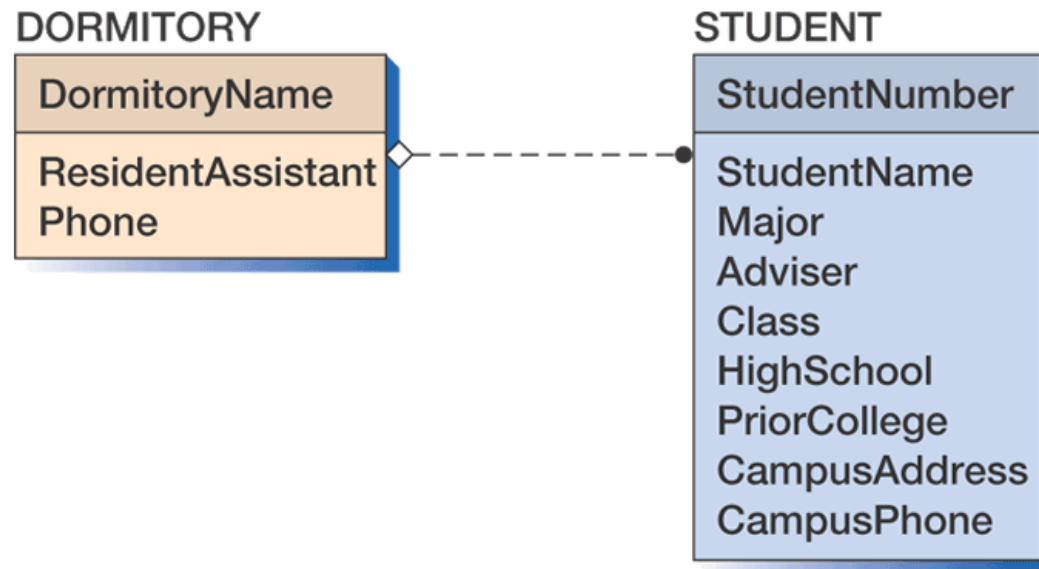 DORMITORY
DormitoryName
ResidentAssistant
Phone
STUDENT
StudentNumber
StudentName
Major
Adviser
Class
HighSchool
PriorCollege
CampusAddress
CampusPhone